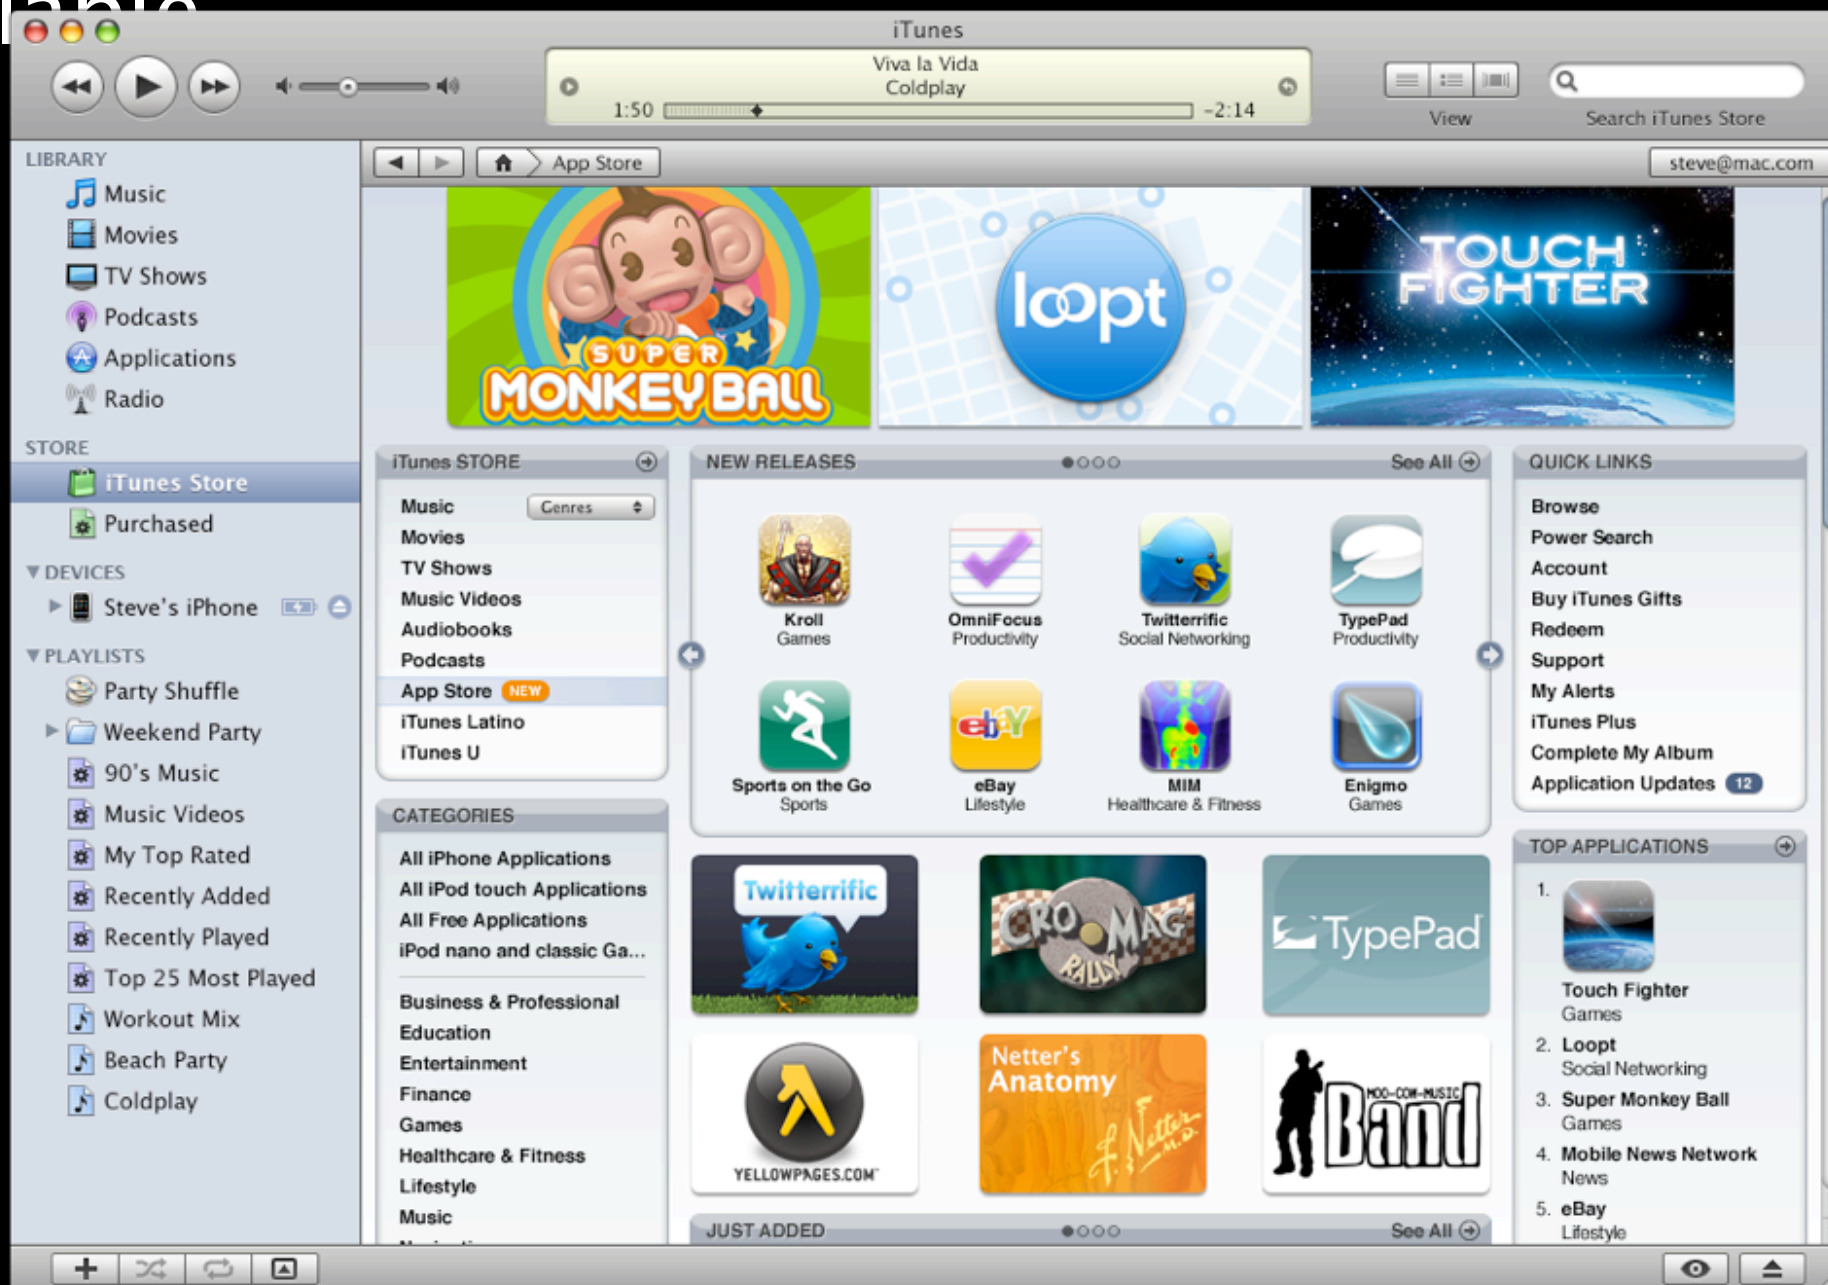 iTunes
Viva la Vida
Coldplay
1:50
-2:14
View
Search iTunes Store
LIBRARY
Music
Movies
TV Shows
Podcasts
Applications
Radio
STORE
iTunes Store
Purchased
DEVICES
Steve's iPhone
PLAYLISTS
Party Shuffle
Weekend Party
90's Music
Music Videos
My Top Rated
Recently Added
Recently Played
Top 25 Most Played
Workout Mix
Beach Party
Coldplay
App Store
steve@mac.com
SUPER
MONKEY BALL
loopt
TOUCH
FIGHTER
iTunes STORE
Music Genres
Movies
TV Shows
Music Videos
Audiobooks
Podcasts
App Store NEW
iTunes Latino
iTunes U
CATEGORIES
All iPhone Applications
All iPod touch Applications
All Free Applications
iPod nano and classic Ga...
Business & Professional
Education
Entertainment
Finance
Games
Healthcare & Fitness
Lifestyle
Music
NEW RELEASES See All
Kroll
Games
OmniFocus
Productivity
Twitterrific
Social Networking
TypePad
Productivity
Sports on the Go
Sports
ebY
eBay
Lifestyle
MIM
Healthcare & Fitness
Enigmo
Games
Twitterrific
CRO MAG
RALLY
TypePad
YELLOWPAGES.COM
Netter's
Anatomy
F. Netter
M.D.
MOO-COW-MUSIC
Band
JUST ADDED See All
QUICK LINKS
Browse
Power Search
Account
Buy iTunes Gifts
Redeem
Support
My Alerts
iTunes Plus
Complete My Album
Application Updates 12
TOP APPLICATIONS
1.
Touch Fighter
Games
2. Loopt
Social Networking
3. Super Monkey Ball
Games
4. Mobile News Network
News
5. eBay
Lifestyle